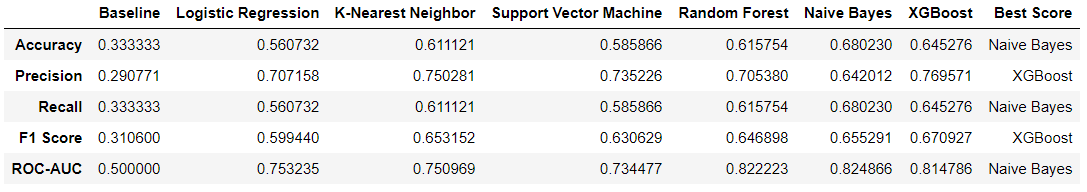 Baseline Logistic Regression K-Nearest Neighbor Support Vector Machine Random Forest Naive Bayes XGBoost Best Score
Accuracy 0.333333 0.560732 0.611121 0.585866 0.615754 0.680230 0.645276 Naive Bayes
Precision 0.290771 0.707158 0.750281 0.735226 0.705380 0.642012 0.769571 XGBoost
Recall 0.333333 0.560732 0.611121 0.585866 0.615754 0.680230 0.645276 Naive Bayes
F1 Score 0.310600 0.599440 0.653152 0.630629 0.646898 0.655291 0.670927 XGBoost
ROC-AUC 0.500000 0.753235 0.750969 0.734477 0.822223 0.824866 0.814786 Naive Bayes